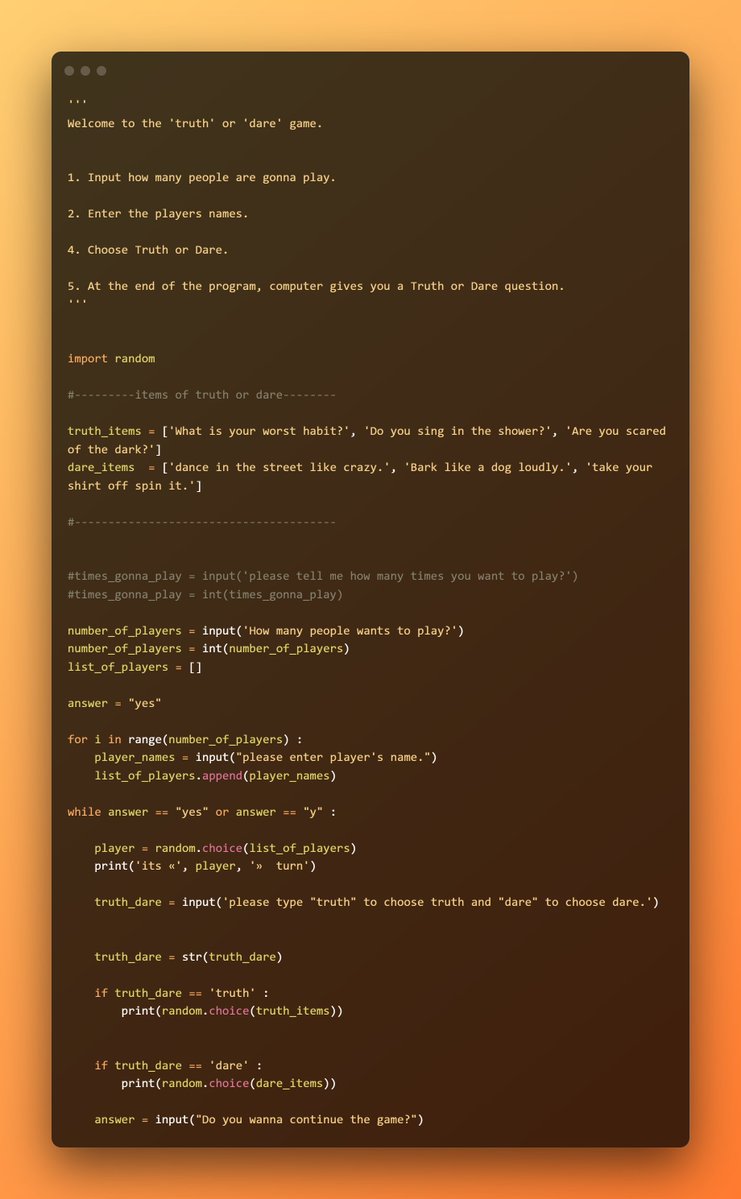 '''
Welcome to the 'truth' or 'dare' game.
1. Input how many people are gonna play.
2. Enter the players names.
4. Choose Truth or Dare.
5. At the end of the program, computer gives you a Truth or Dare question.
'''
import random
#---------items of truth or dare--------
truth_items = ['What is your worst habit?', 'Do you sing in the shower?', 'Are you scared
of the dark?']
dare_items  = ['dance in the street like crazy.', 'Bark like a dog loudly.', 'take your
shirt off spin it.']
#---------------------------------------
#times_gonna_play = input('please tell me how many times you want to play?')
#times_gonna_play = int(times_gonna_play)
number_of_players = input('How many people wants to play?')
number_of_players = int(number_of_players)
list_of_players = []
answer = "yes"
for i in range(number_of_players) :
    player_names = input("please enter player's name.")
    list_of_players.append(player_names)
while answer == "yes" or answer == "y" :
    player = random.choice(list_of_players)
    print('its «', player, '»  turn')
    truth_dare = input('please type "truth" to choose truth and "dare" to choose dare.')
    truth_dare = str(truth_dare)
    if truth_dare == 'truth' :
        print(random.choice(truth_items))
    if truth_dare == 'dare' :
        print(random.choice(dare_items))
    answer = input("Do you wanna continue the game?")